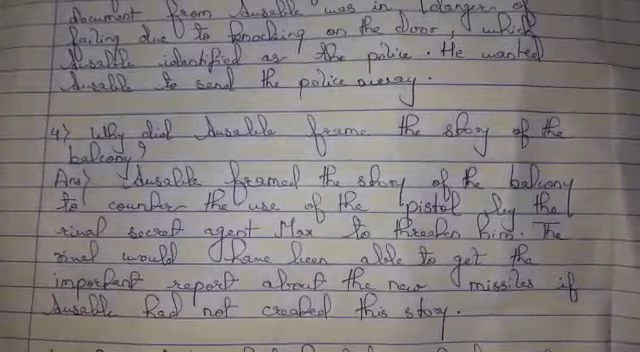 document from Ausable was in danger of
failing due to knocking on the door, which
Ausable identified as the police. He wanted
Ausable to send the police away.
4) Why did Ausable frame the story of the
balcony?
Ans) Ausable framed the story of the balcony
to counter the use of the pistol by the
rival secret agent Max to threaten him. The
rival would have been able to get the
important report about the new missiles if
Ausable had not created this story.